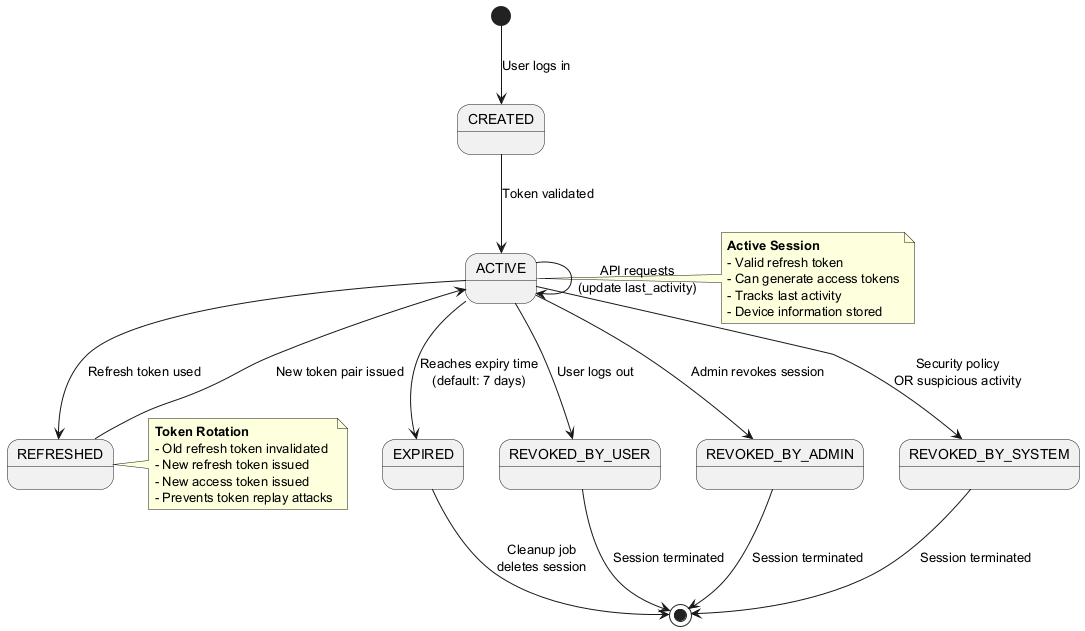 User logs in
CREATED
Token validated
ACTIVE
API requests
(update last_activity)
Active Session
- Valid refresh token
- Can generate access tokens
- Tracks last activity
- Device information stored
Refresh token used
New token pair issued
Reaches expiry time
(default: 7 days)
User logs out
Admin revokes session
Security policy
OR suspicious activity
REFRESHED
Token Rotation
- Old refresh token invalidated
- New refresh token issued
- New access token issued
- Prevents token replay attacks
EXPIRED
REVOKED_BY_USER
REVOKED_BY_ADMIN
REVOKED_BY_SYSTEM
Cleanup job
deletes session
Session terminated
Session terminated
Session terminated